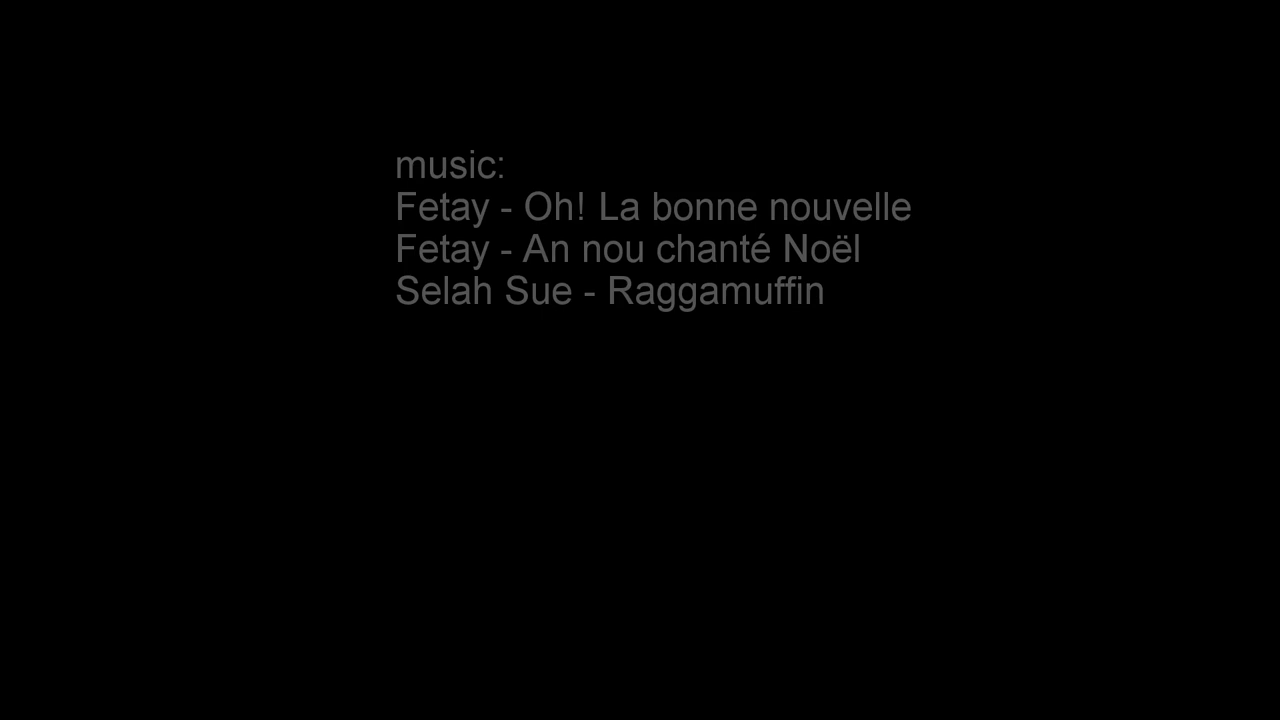 music:
Fetay - Oh! La bonne nouvelle
Fetay - An nou chanté Noël
Selah Sue - Raggamuffin